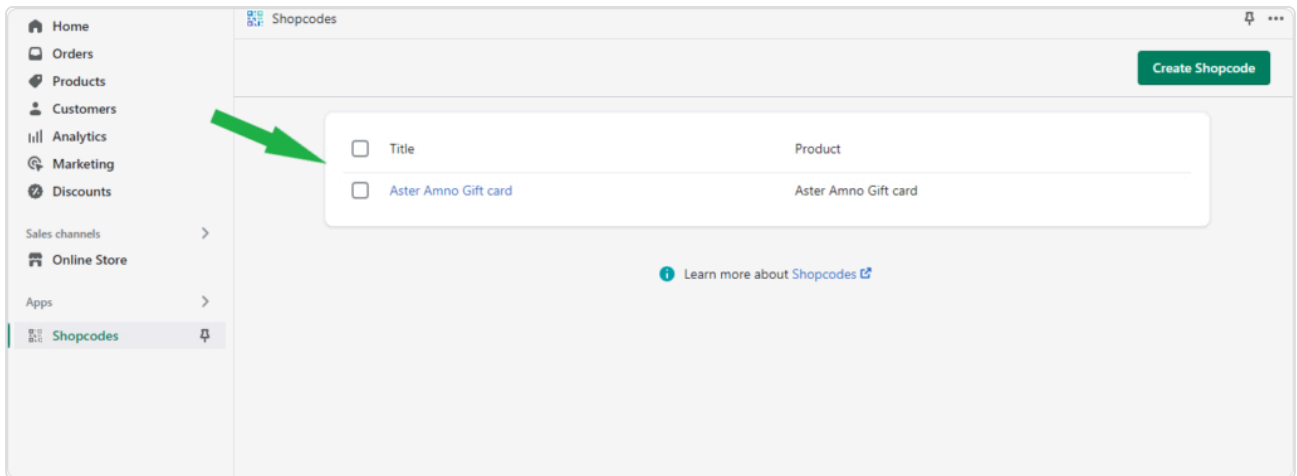 Home
Orders
Products
Customers
Analytics
Marketing
Discounts
Sales channels
Online Store
Apps
Shopcodes
Shopcodes
Create Shopcode
Title Product
Aster Amno Gift card Aster Amno Gift card
Learn more about Shopcodes